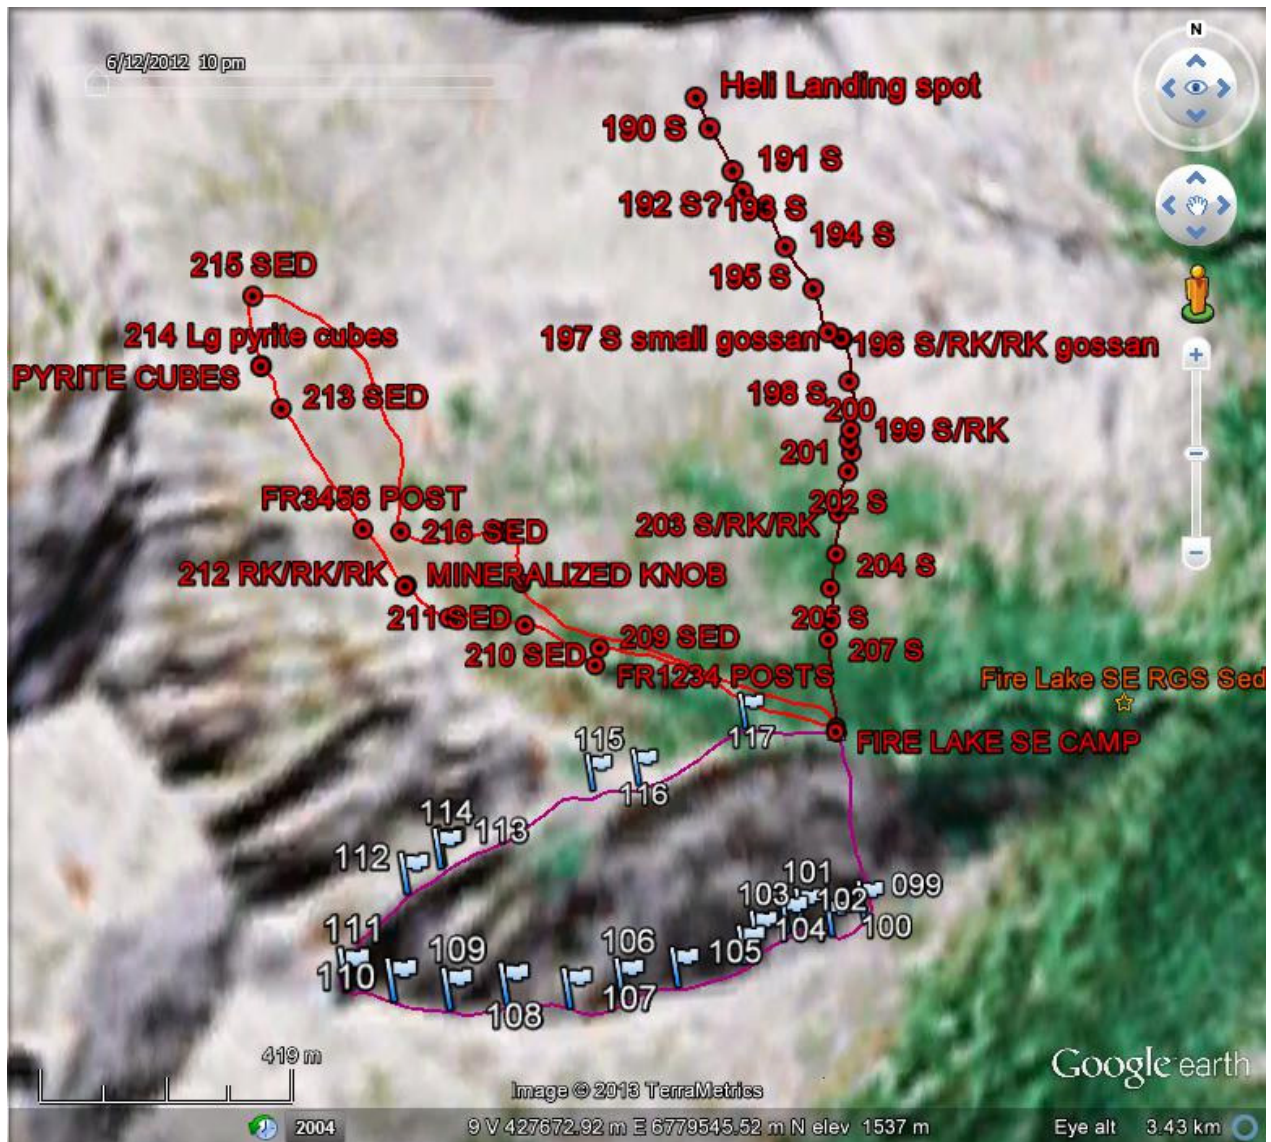 N
6/12/2012 10 pm
Heli Landing spot
190 S
191 S
192 S?
193 S
194 S
195 S
215 SED
214 Lg pyrite cubes
197 S small gossan
196 S/RK/RK gossan
PYRITE CUBES
213 SED
198 S
200
199 S/RK
201
FR3456 POST
202 S
203 S/RK/RK
216 SED
204 S
212 RK/RK/RK
MINERALIZED KNOB
211 SED
205 S
209 SED
207 S
210 SED
FR1234 POSTS
Fire Lake SE RGS Sed
117
FIRE LAKE SE CAMP
115
116
114
113
112
101
099
103
102
104
100
111
109
106
105
110
107
108
419 m
Google earth
Image © 2013 TerraMetrics
2004
9 V 427672.92 m E 6779545.52 m N elev 1537 m
Eye alt 3.43 km